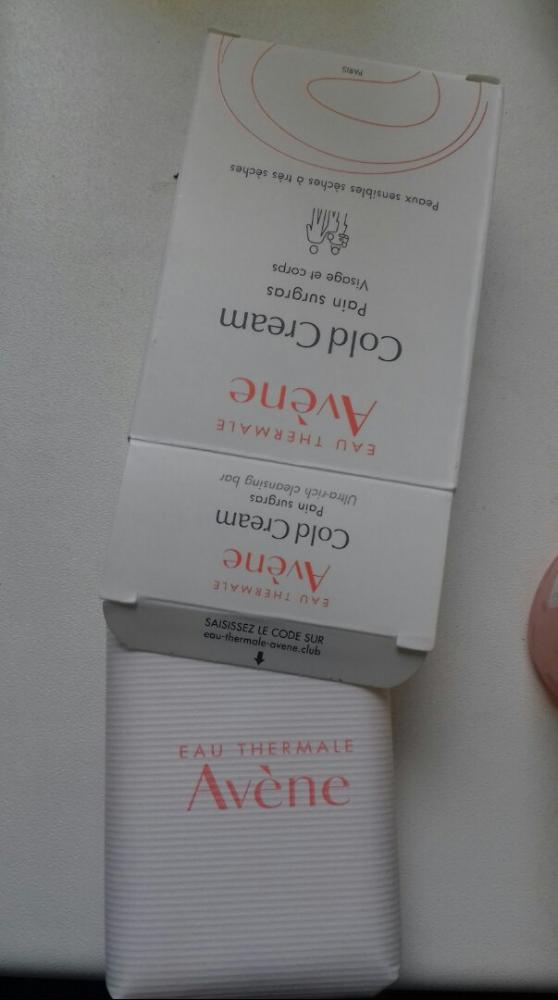 PARIS
Peaux sensibles sèches à très sèches
Visage et corps
Pain surgras
Cold Cream
Avène
EAU THERMALE
Ultra-rich cleansing bar
Pain surgras
Cold Cream
Avène
EAU THERMALE
SAISISSEZ LE CODE SUR
eau-thermale-avene.club
EAU THERMALE
Avène